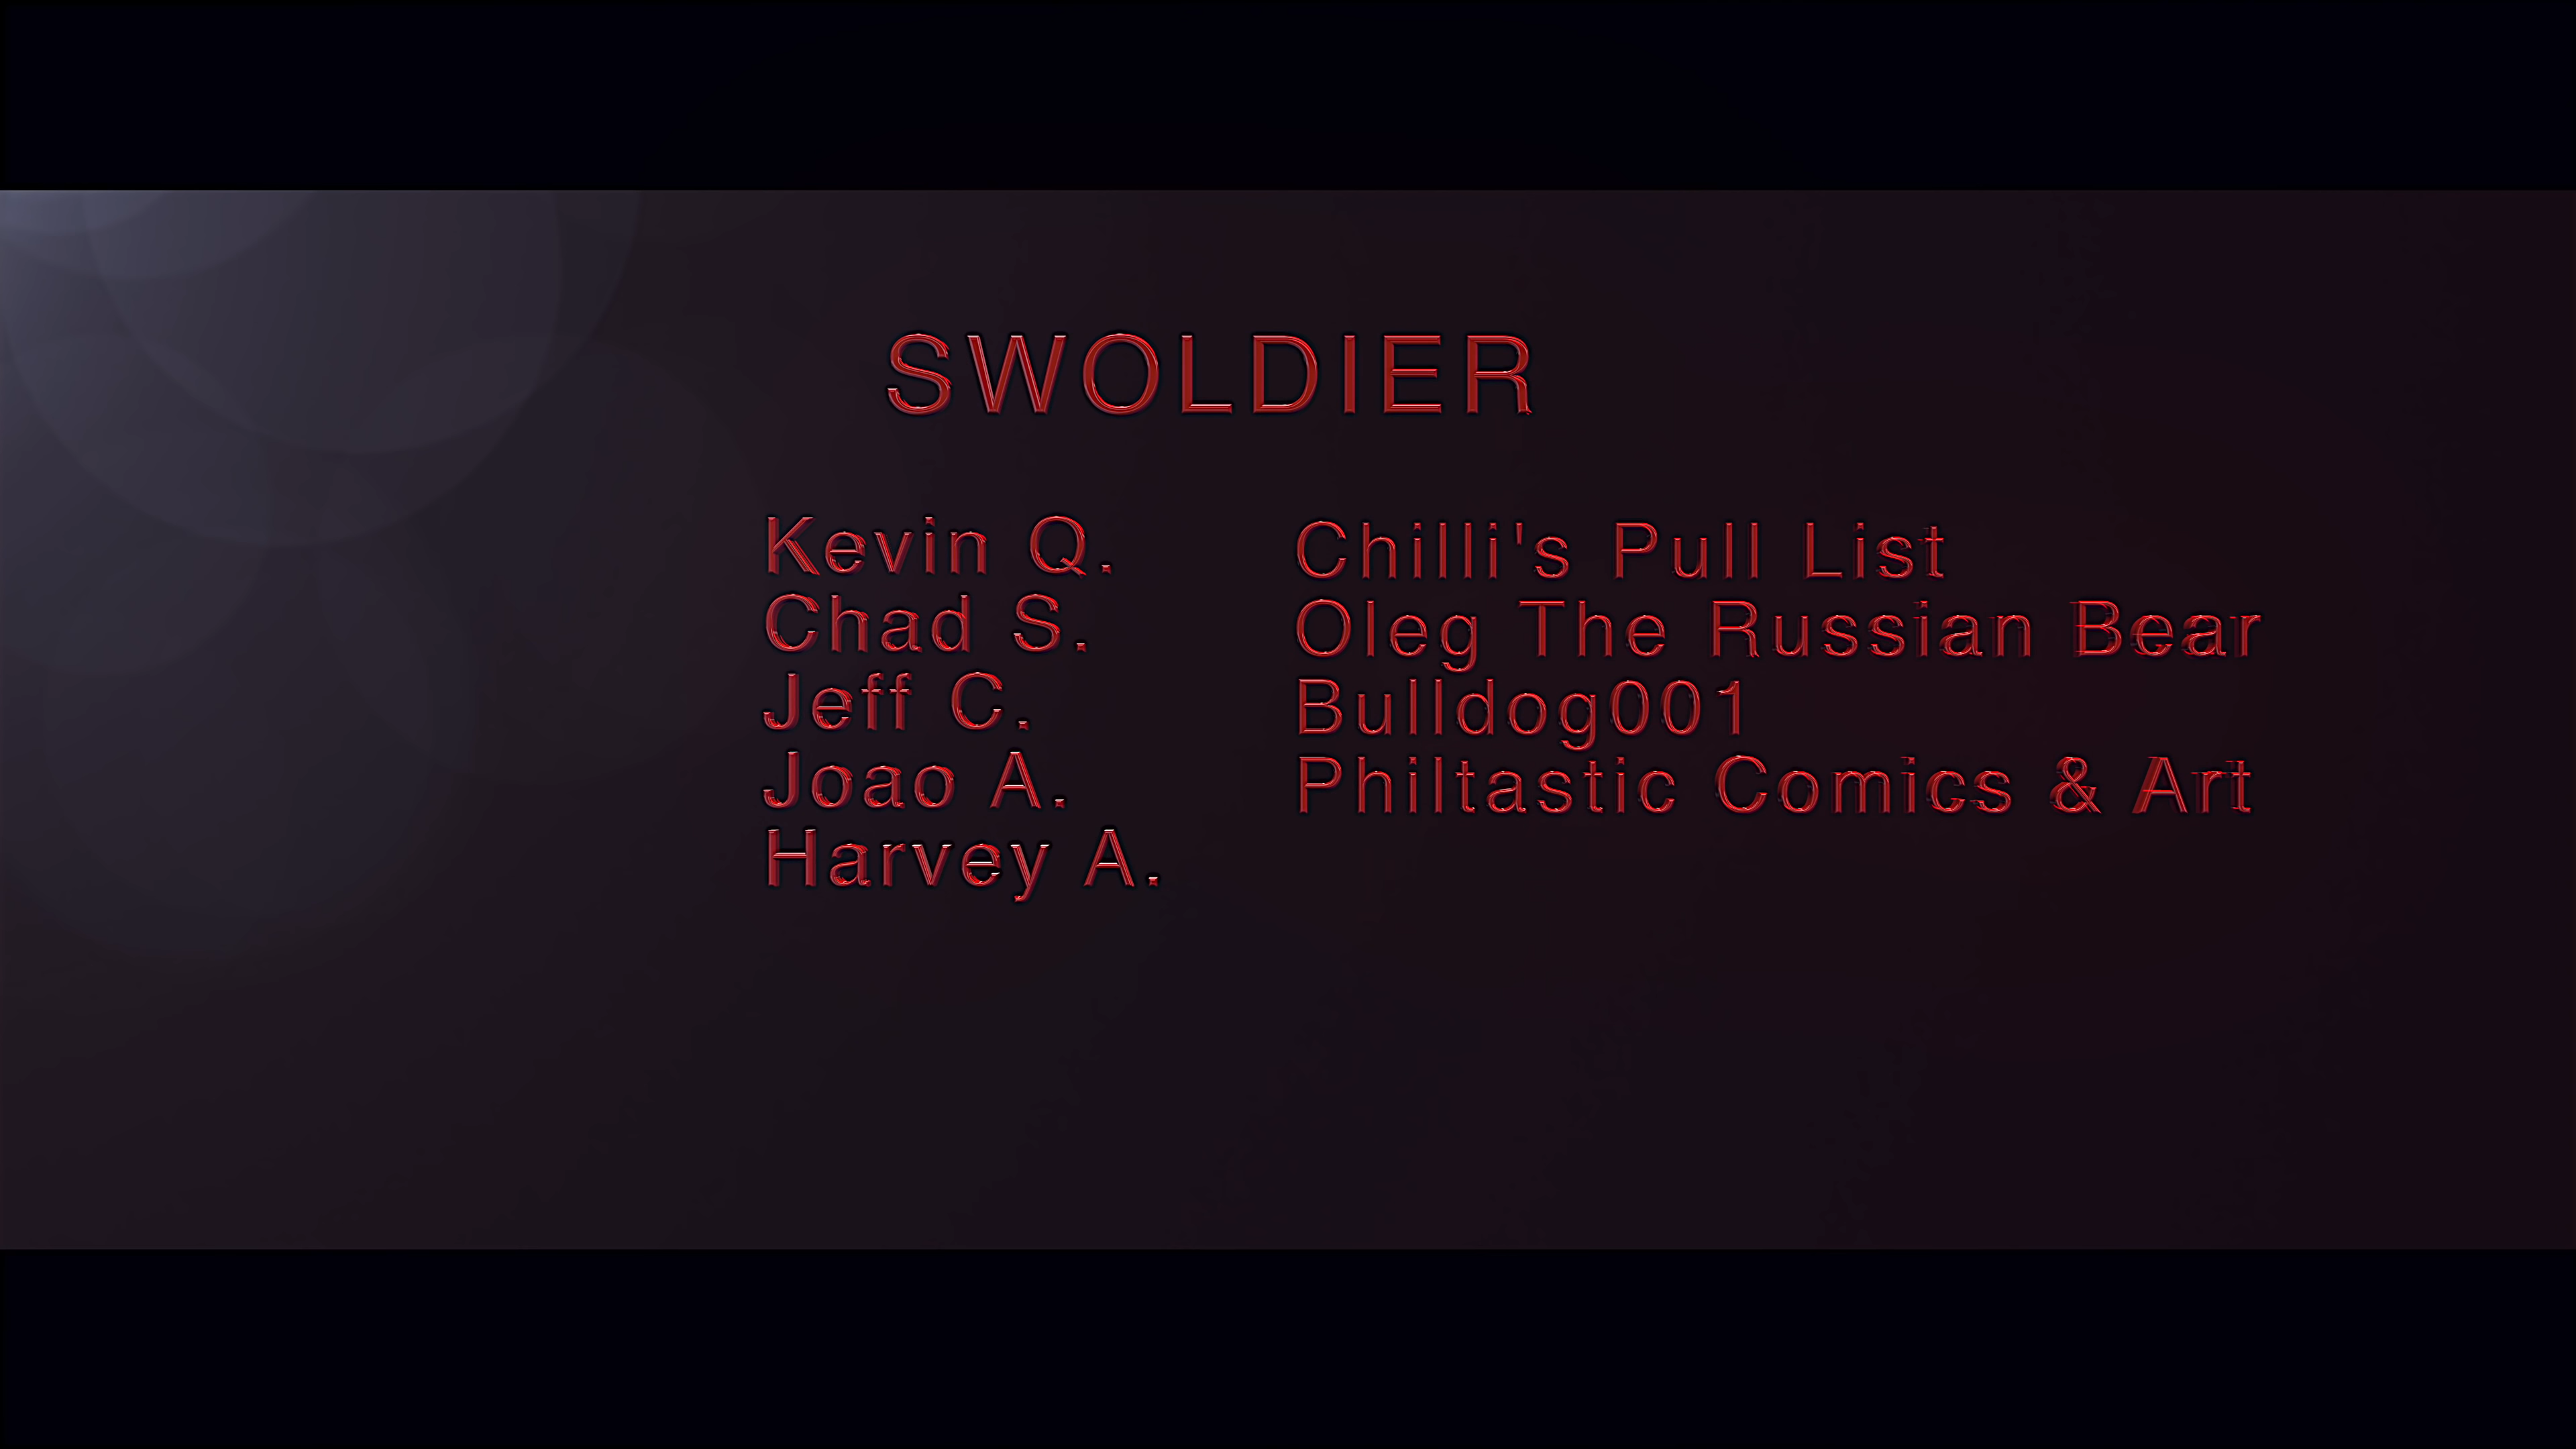 SWOLDIER
Kevin Q.
Chad S.
Jeff C.
Joao A.
Harvey A.
Chilli's Pull List
Oleg The Russian Bear
Bulldog001
Philtastic Comics & Art